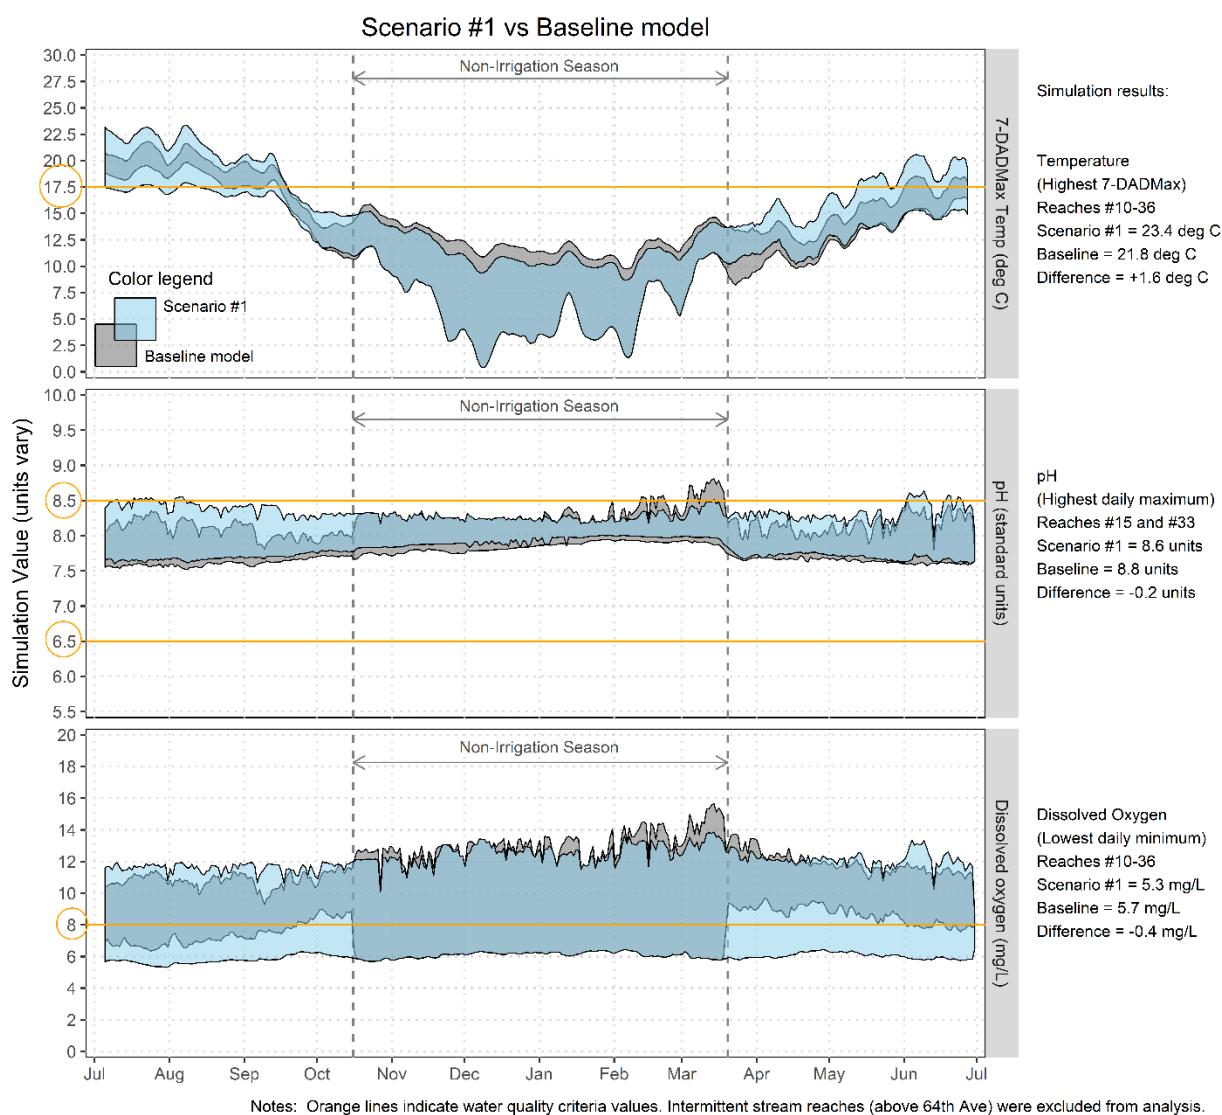 Scenario #1 vs Baseline model
Simulation Value (units vary)
30.0
27.5
25.0
22.5
20.0
17.5
15.0
12.5
10.0
7.5
5.0
2.5
0.0
Non-Irrigation Season
Color legend
Scenario #1
Baseline model
7-DADMax Temp (deg C)
Simulation results:
Temperature
(Highest 7-DADMax)
Reaches #10-36
Scenario #1 = 23.4 deg C
Baseline = 21.8 deg C
Difference = +1.6 deg C
10.0
9.5
9.0
8.5
8.0
7.5
7.0
6.5
6.0
5.5
Non-Irrigation Season
pH (standard units)
pH
(Highest daily maximum)
Reaches #15 and #33
Scenario #1 = 8.6 units
Baseline = 8.8 units
Difference = -0.2 units
20
18
16
14
12
10
8
6
4
2
0
Non-Irrigation Season
Dissolved oxygen (mg/L)
Dissolved Oxygen
(Lowest daily minimum)
Reaches #10-36
Scenario #1 = 5.3 mg/L
Baseline = 5.7 mg/L
Difference = -0.4 mg/L
Jul Aug Sep Oct Nov Dec Jan Feb Mar Apr May Jun Jul
Notes: Orange lines indicate water quality criteria values. Intermittent stream reaches (above 64th Ave) were excluded from analysis.